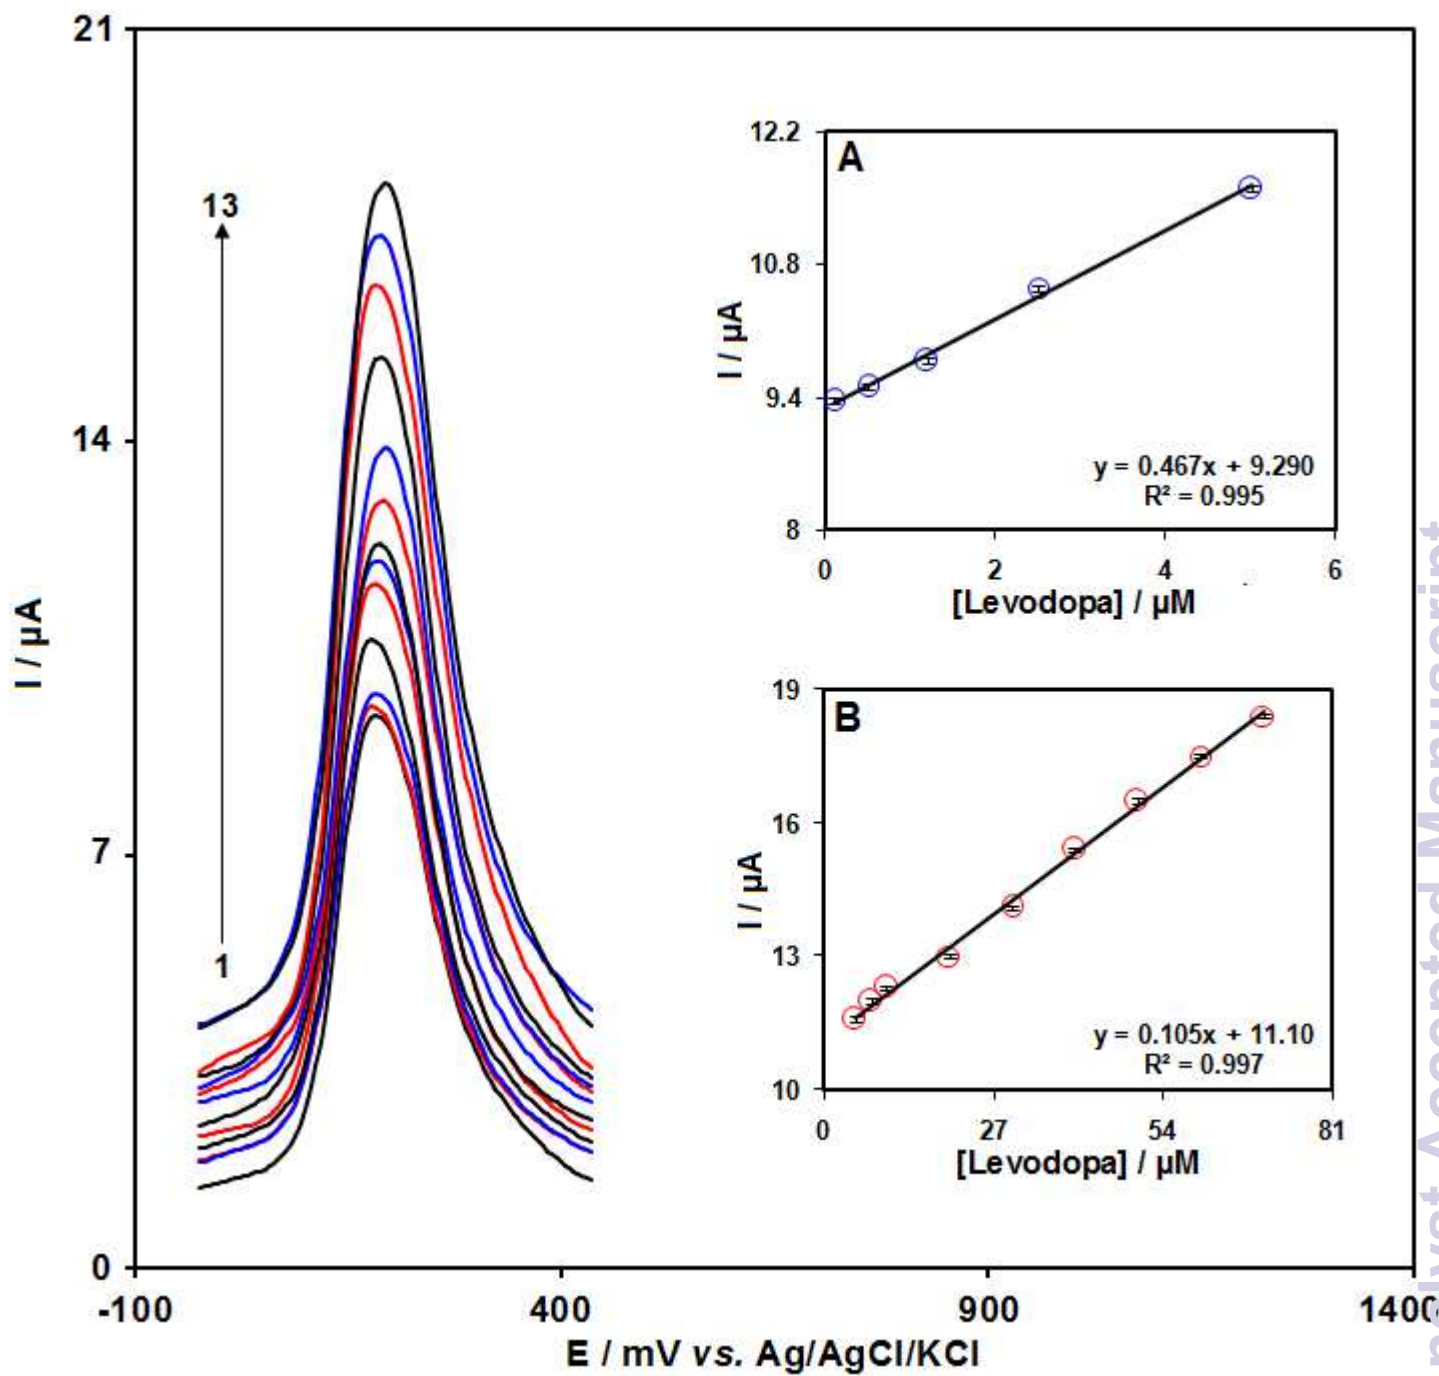 21
14
7
0
-100
400
900
1400
I / µA
E / mV vs. Ag/AgCl/KCl
13
1
A
12.2
10.8
9.4
8
0
2
4
6
I / µA
[Levodopa] / µM
y = 0.467x + 9.290
R² = 0.995
B
19
16
13
10
0
27
54
81
I / µA
[Levodopa] / µM
y = 0.105x + 11.10
R² = 0.997
Accepted Manuscript